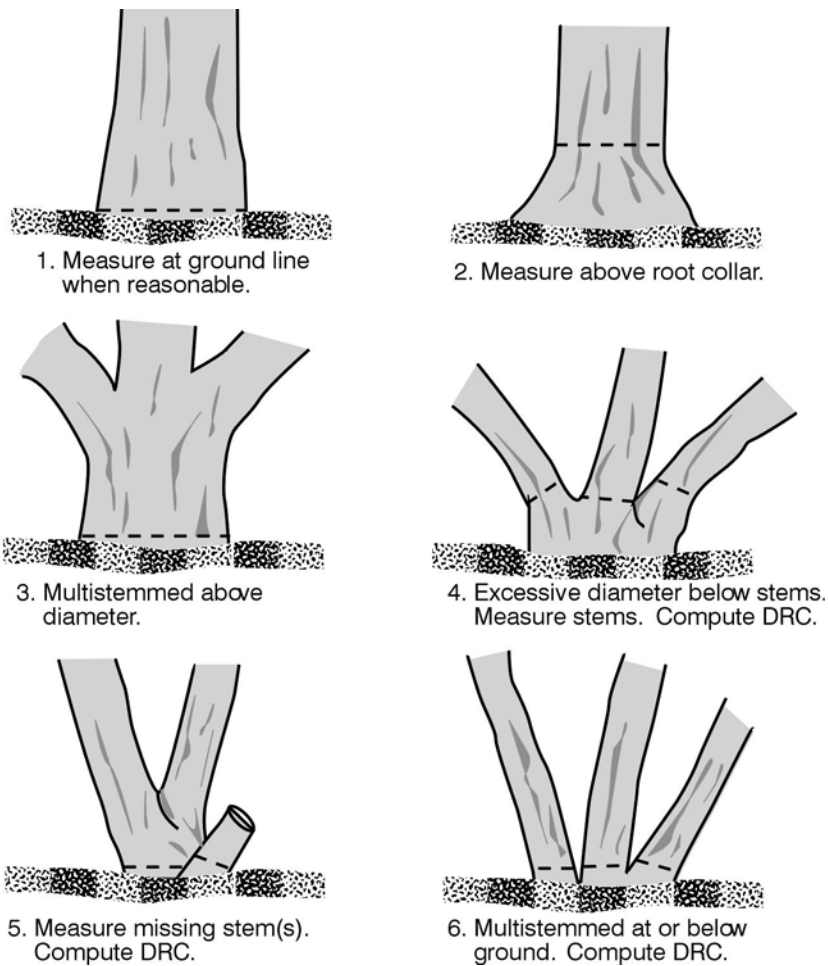 1. Measure at ground line
when reasonable.
2. Measure above root collar.
3. Multistemmed above
diameter.
4. Excessive diameter below stems.
Measure stems. Compute DRC.
5. Measure missing stem(s).
Compute DRC.
6. Multistemmed at or below
ground. Compute DRC.